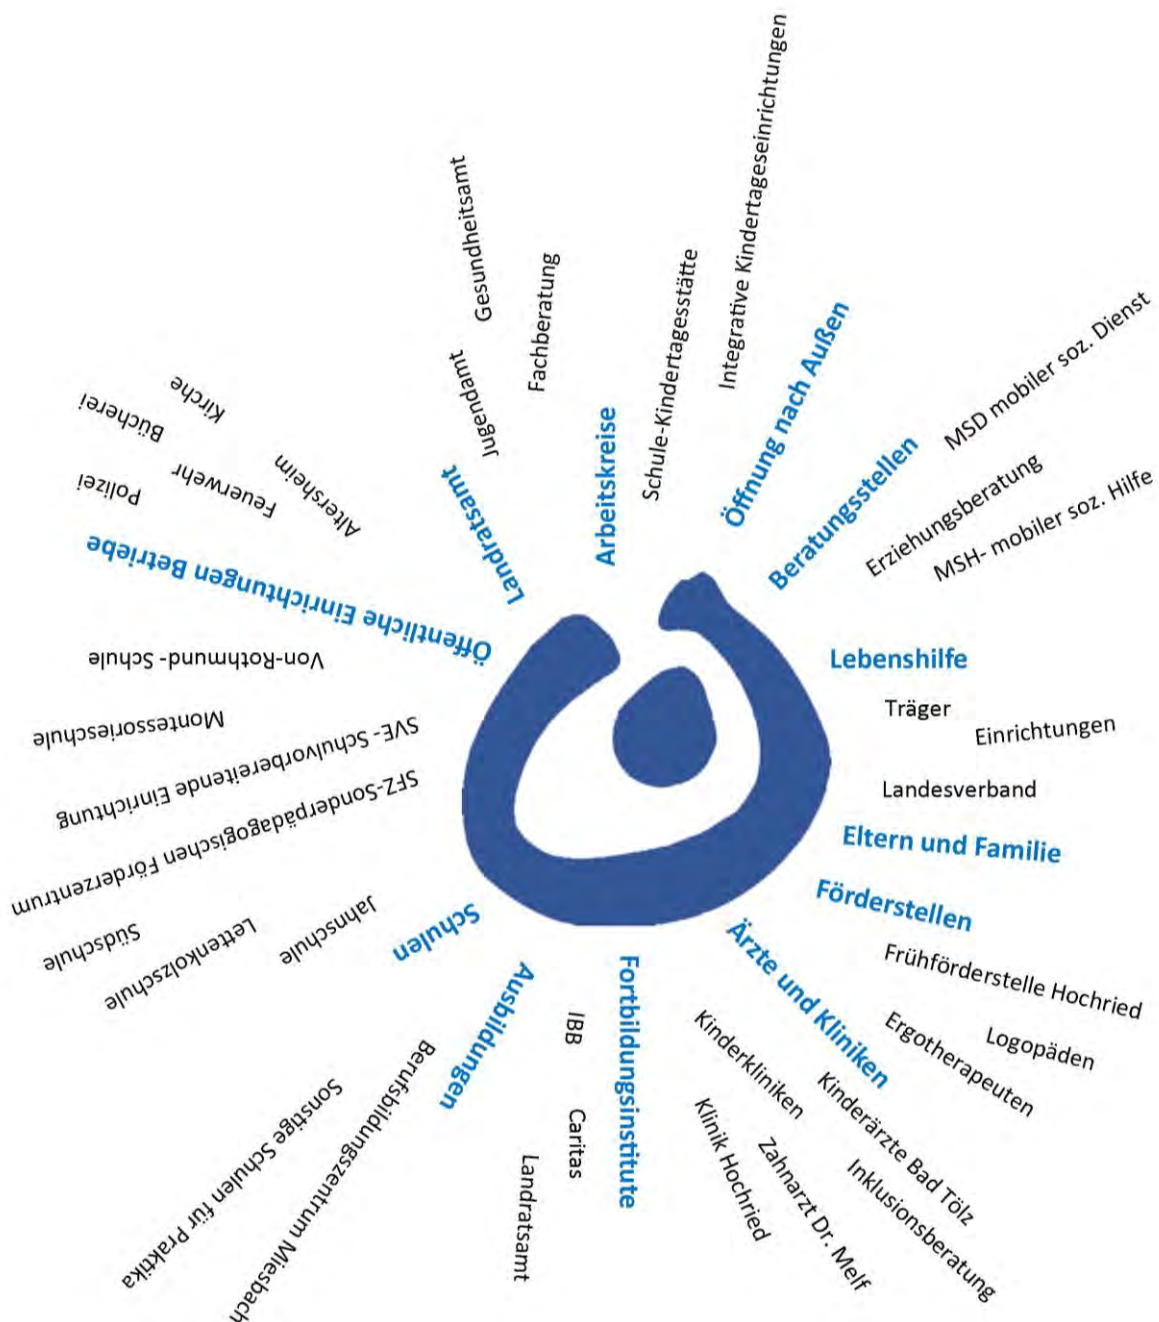 Landratsamt
Jugendamt
Gesundheitsamt
Fachberatung
Arbeitskreise
Schule-Kindertagesstätte
Integrative Kindertageseinrichtungen
Öffnung nach Außen
Beratungsstellen
MSD mobiler soz. Dienst
Erziehungsberatung
MSH- mobiler soz. Hilfe
Lebenshilfe
Träger
Einrichtungen
Landesverband
Eltern und Familie
Förderstellen
Frühförderstelle Hochried
Logopäden
Ergotherapeuten
Ärzte und Kliniken
Kinderärzte Bad Tölz
Inklusionsberatung
Kinderkliniken
Zahnarzt Dr. Melf
Klinik Hochried
Fortbildungsinstitute
IBB
Caritas
Landratsamt
Ausbildungen
Berufsbildungszentrum Miesbach
Sonstige Schulen für Praktika
Schulen
Jahnschule
Lettenkolzschule
Südschule
SFZ-Sonderpädagogischen Förderzentrum
SVE- Schulvorbereitende Einrichtung
Montessorieschule
Von-Rothmund- Schule
Öffentliche Einrichtungen Betriebe
Polizei
Feuerwehr
Altersheim
Bücherei
Kirche